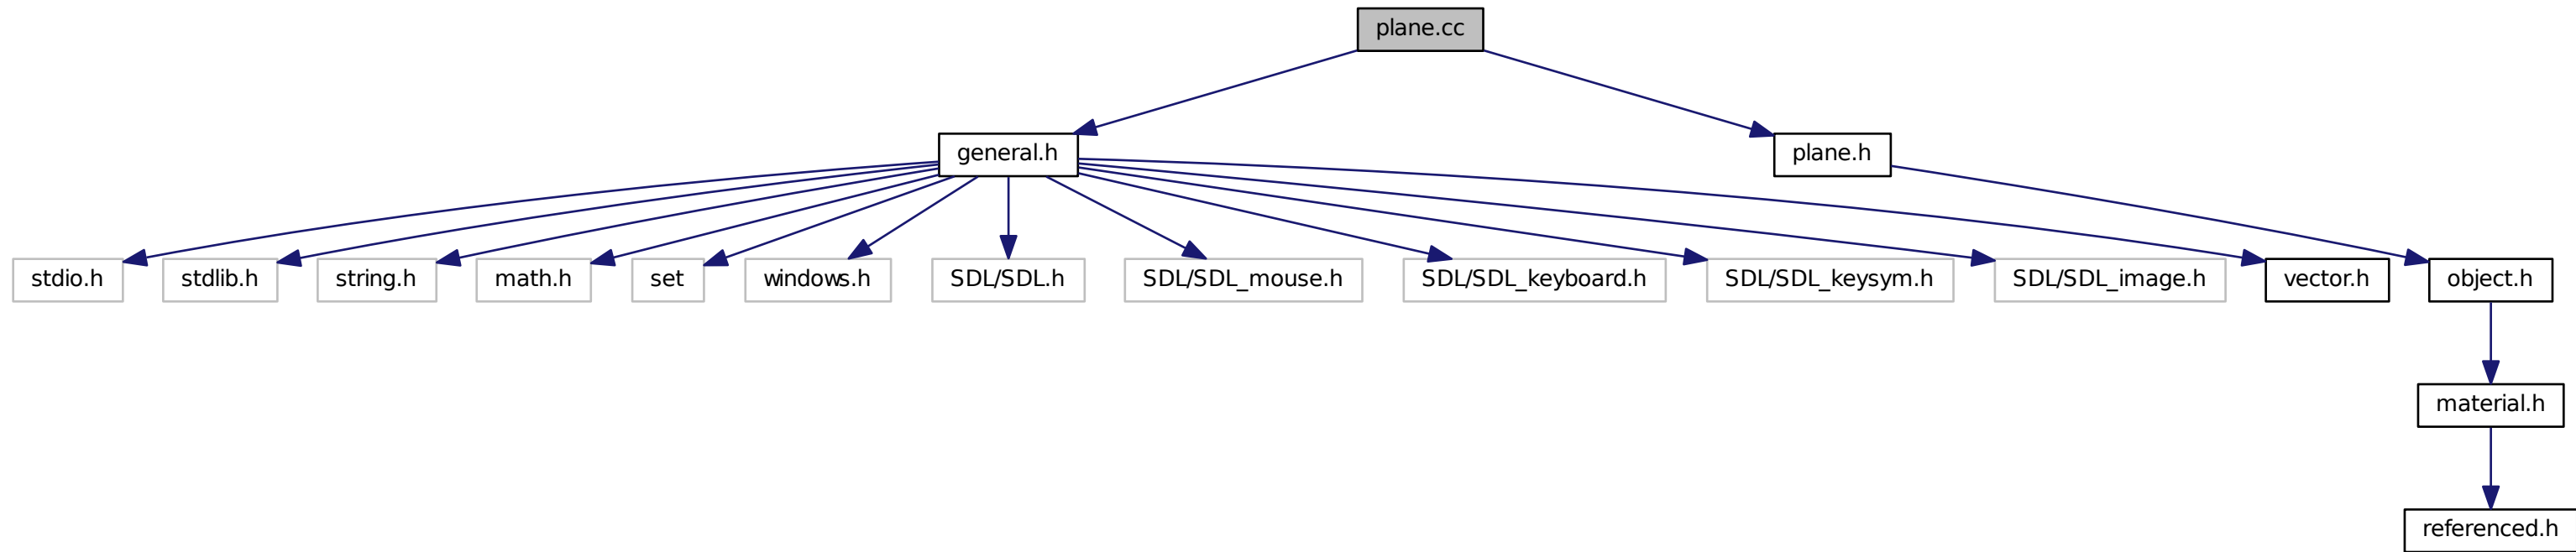 plane.cc
general.h
plane.h
stdio.h
stdlib.h
string.h
math.h
set
windows.h
SDL/SDL.h
SDL/SDL_mouse.h
SDL/SDL_keyboard.h
SDL/SDL_keysym.h
SDL/SDL_image.h
vector.h
object.h
material.h
referenced.h